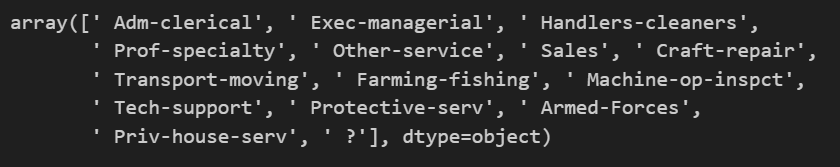 array([' Adm-clerical', ' Exec-managerial', ' Handlers-cleaners',
' Prof-specialty', ' Other-service', ' Sales', ' Craft-repair',
' Transport-moving', ' Farming-fishing', ' Machine-op-inspct',
' Tech-support', ' Protective-serv', ' Armed-Forces',
' Priv-house-serv', ' ?'], dtype=object)